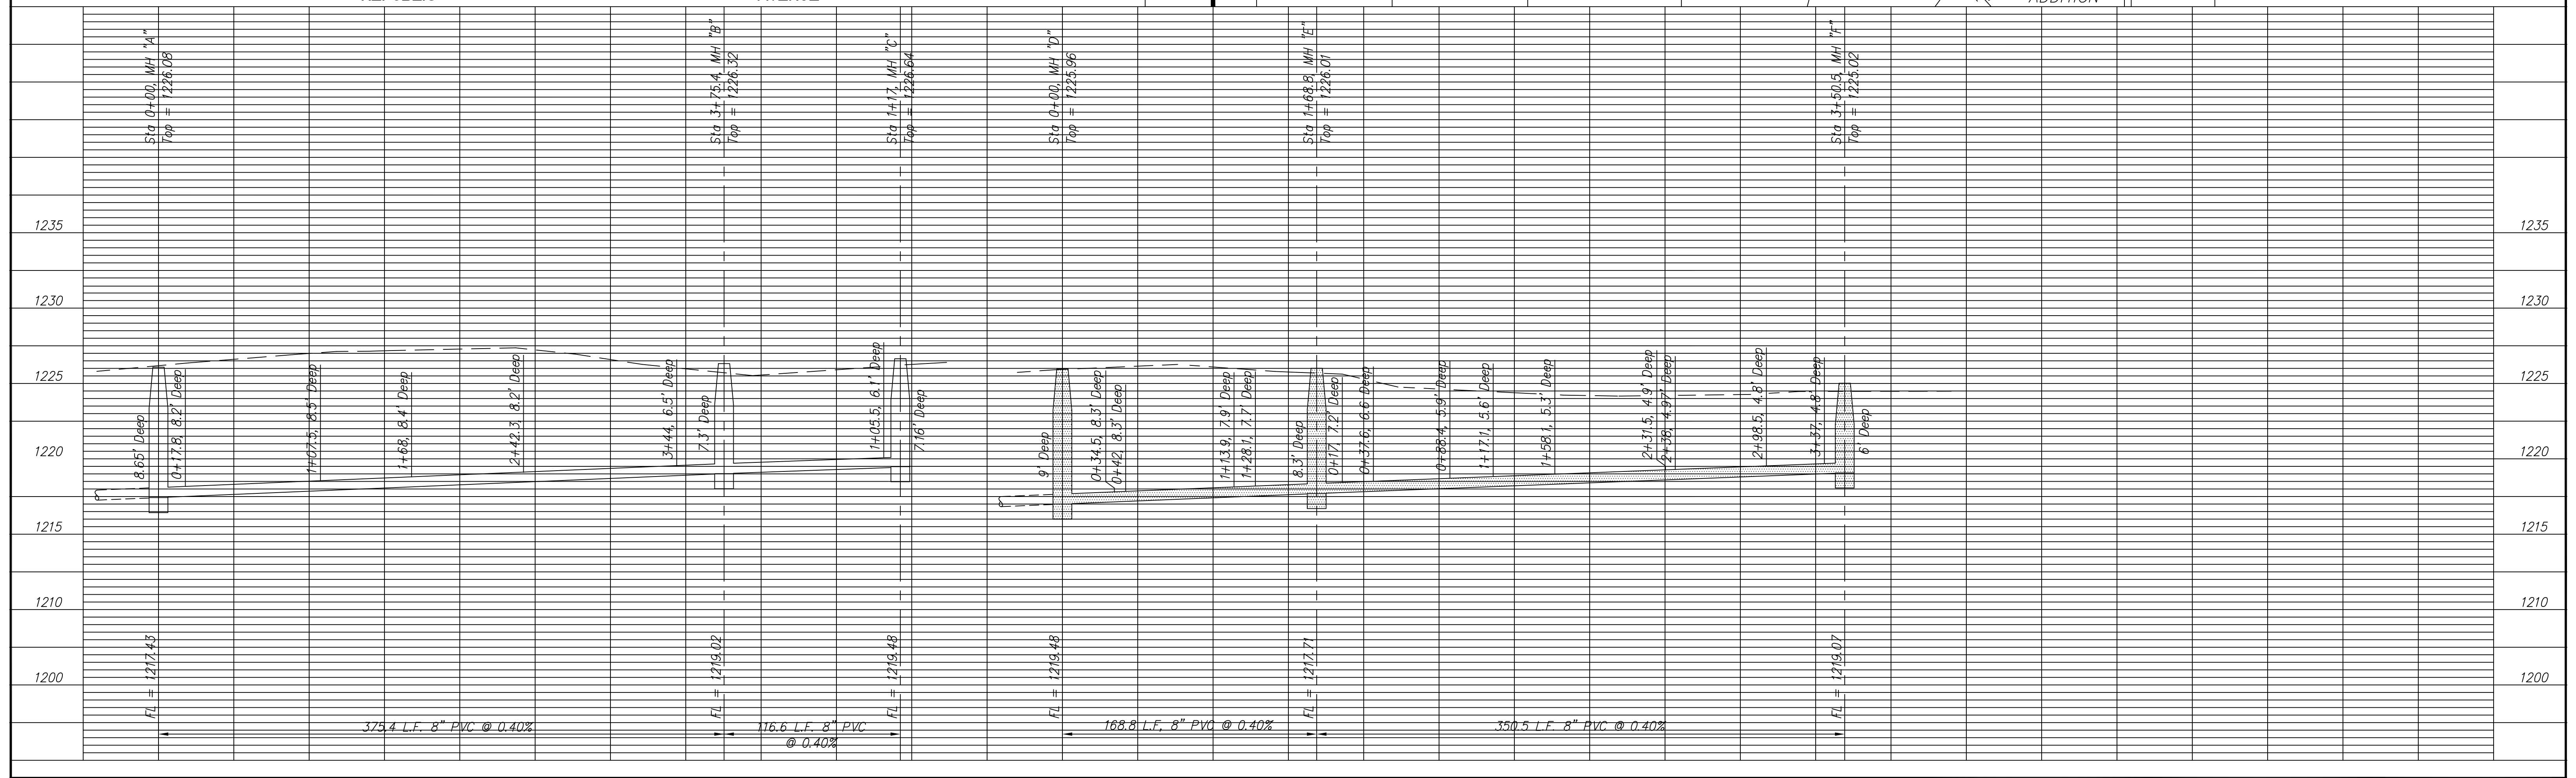 ADDITION
Sta 0+00, MH "A"
Top = 1226.08
Sta 3+75.4, MH "B"
Top = 1226.32
Sta 1+17, MH "C"
Top = 1226.64
Sta 0+00, MH "D"
Top = 1225.96
Sta 1+68.8, MH "E"
Top = 1226.01
Sta 3+50.5, MH "F"
Top = 1225.02
1235
1235
1230
1230
1225
1225
1220
1220
1215
1215
1210
1210
1200
1200
8.65' Deep
0+17.8, 8.2' Deep
1+07.5, 8.5' Deep
1+68, 8.4' Deep
2+42.3, 8.2' Deep
3+44, 6.5' Deep
7.3' Deep
1+05.5, 6.1' Deep
7.16' Deep
9' Deep
0+34.5, 8.3' Deep
0+42, 8.3' Deep
1+13.9, 7.9' Deep
1+28.1, 7.7' Deep
8.3' Deep
0+17, 7.2' Deep
0+37.6, 6.6' Deep
0+88.4, 5.9' Deep
1+17.1, 5.6' Deep
1+58.1, 5.3' Deep
2+31.5, 4.9' Deep
2+38, 4.97' Deep
2+98.5, 4.8' Deep
3+37, 4.8' Deep
6' Deep
FL = 1217.43
FL = 1219.02
FL = 1219.48
FL = 1219.48
FL = 1217.71
FL = 1219.07
375.4 L.F. 8" PVC @ 0.40%
116.6 L.F. 8" PVC
@ 0.40%
168.8 L.F, 8" PVC @ 0.40%
350.5 L.F. 8" PVC @ 0.40%